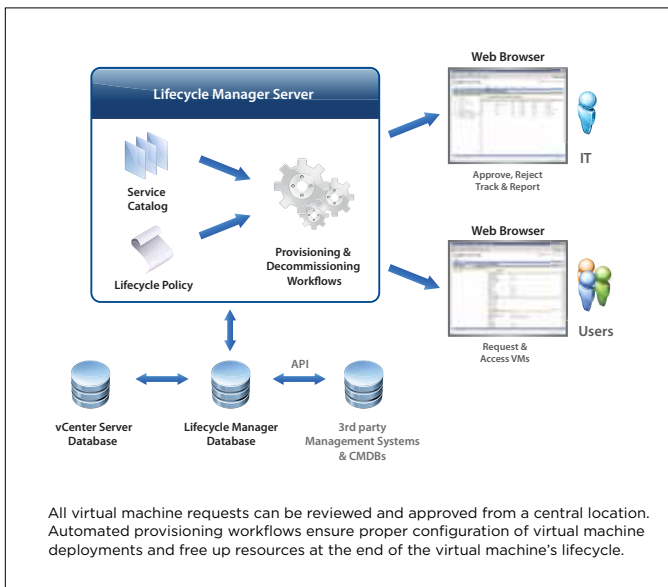 Web Browser
Lifecycle Manager Server
IT
Approve, Reject
Track & Report
Service
Catalog
Lifecycle Policy
Provisioning &
Decommissioning
Workflows
Web Browser
Users
Request &
Access VMs
API
vCenter Server
Database
Lifecycle Manager
Database
3rd party
Management Systems
& CMDBs
All virtual machine requests can be reviewed and approved from a central location.
Automated provisioning workflows ensure proper configuration of virtual machine
deployments and free up resources at the end of the virtual machine’s lifecycle.